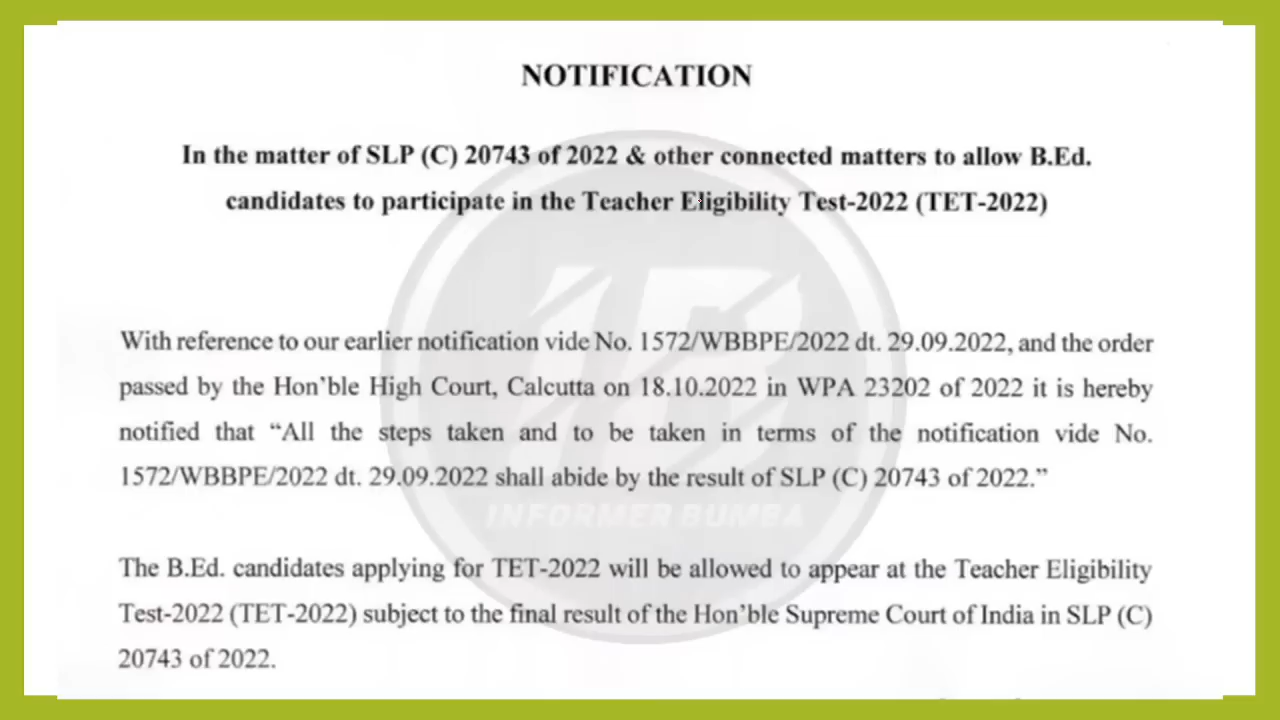 NOTIFICATION
In the matter of SLP (C) 20743 of 2022 & other connected matters to allow B.Ed.
candidates to participate in the Teacher Eligibility Test-2022 (TET-2022)
With reference to our earlier notification vide No. 1572/WBBPE/2022 dt. 29.09.2022, and the order
passed by the Hon’ble High Court, Calcutta on 18.10.2022 in WPA 23202 of 2022 it is hereby
notified that “All the steps taken and to be taken in terms of the notification vide No.
1572/WBBPE/2022 dt. 29.09.2022 shall abide by the result of SLP (C) 20743 of 2022.”
INFORMER BUMBA
The B.Ed. candidates applying for TET-2022 will be allowed to appear at the Teacher Eligibility
Test-2022 (TET-2022) subject to the final result of the Hon’ble Supreme Court of India in SLP (C)
20743 of 2022.